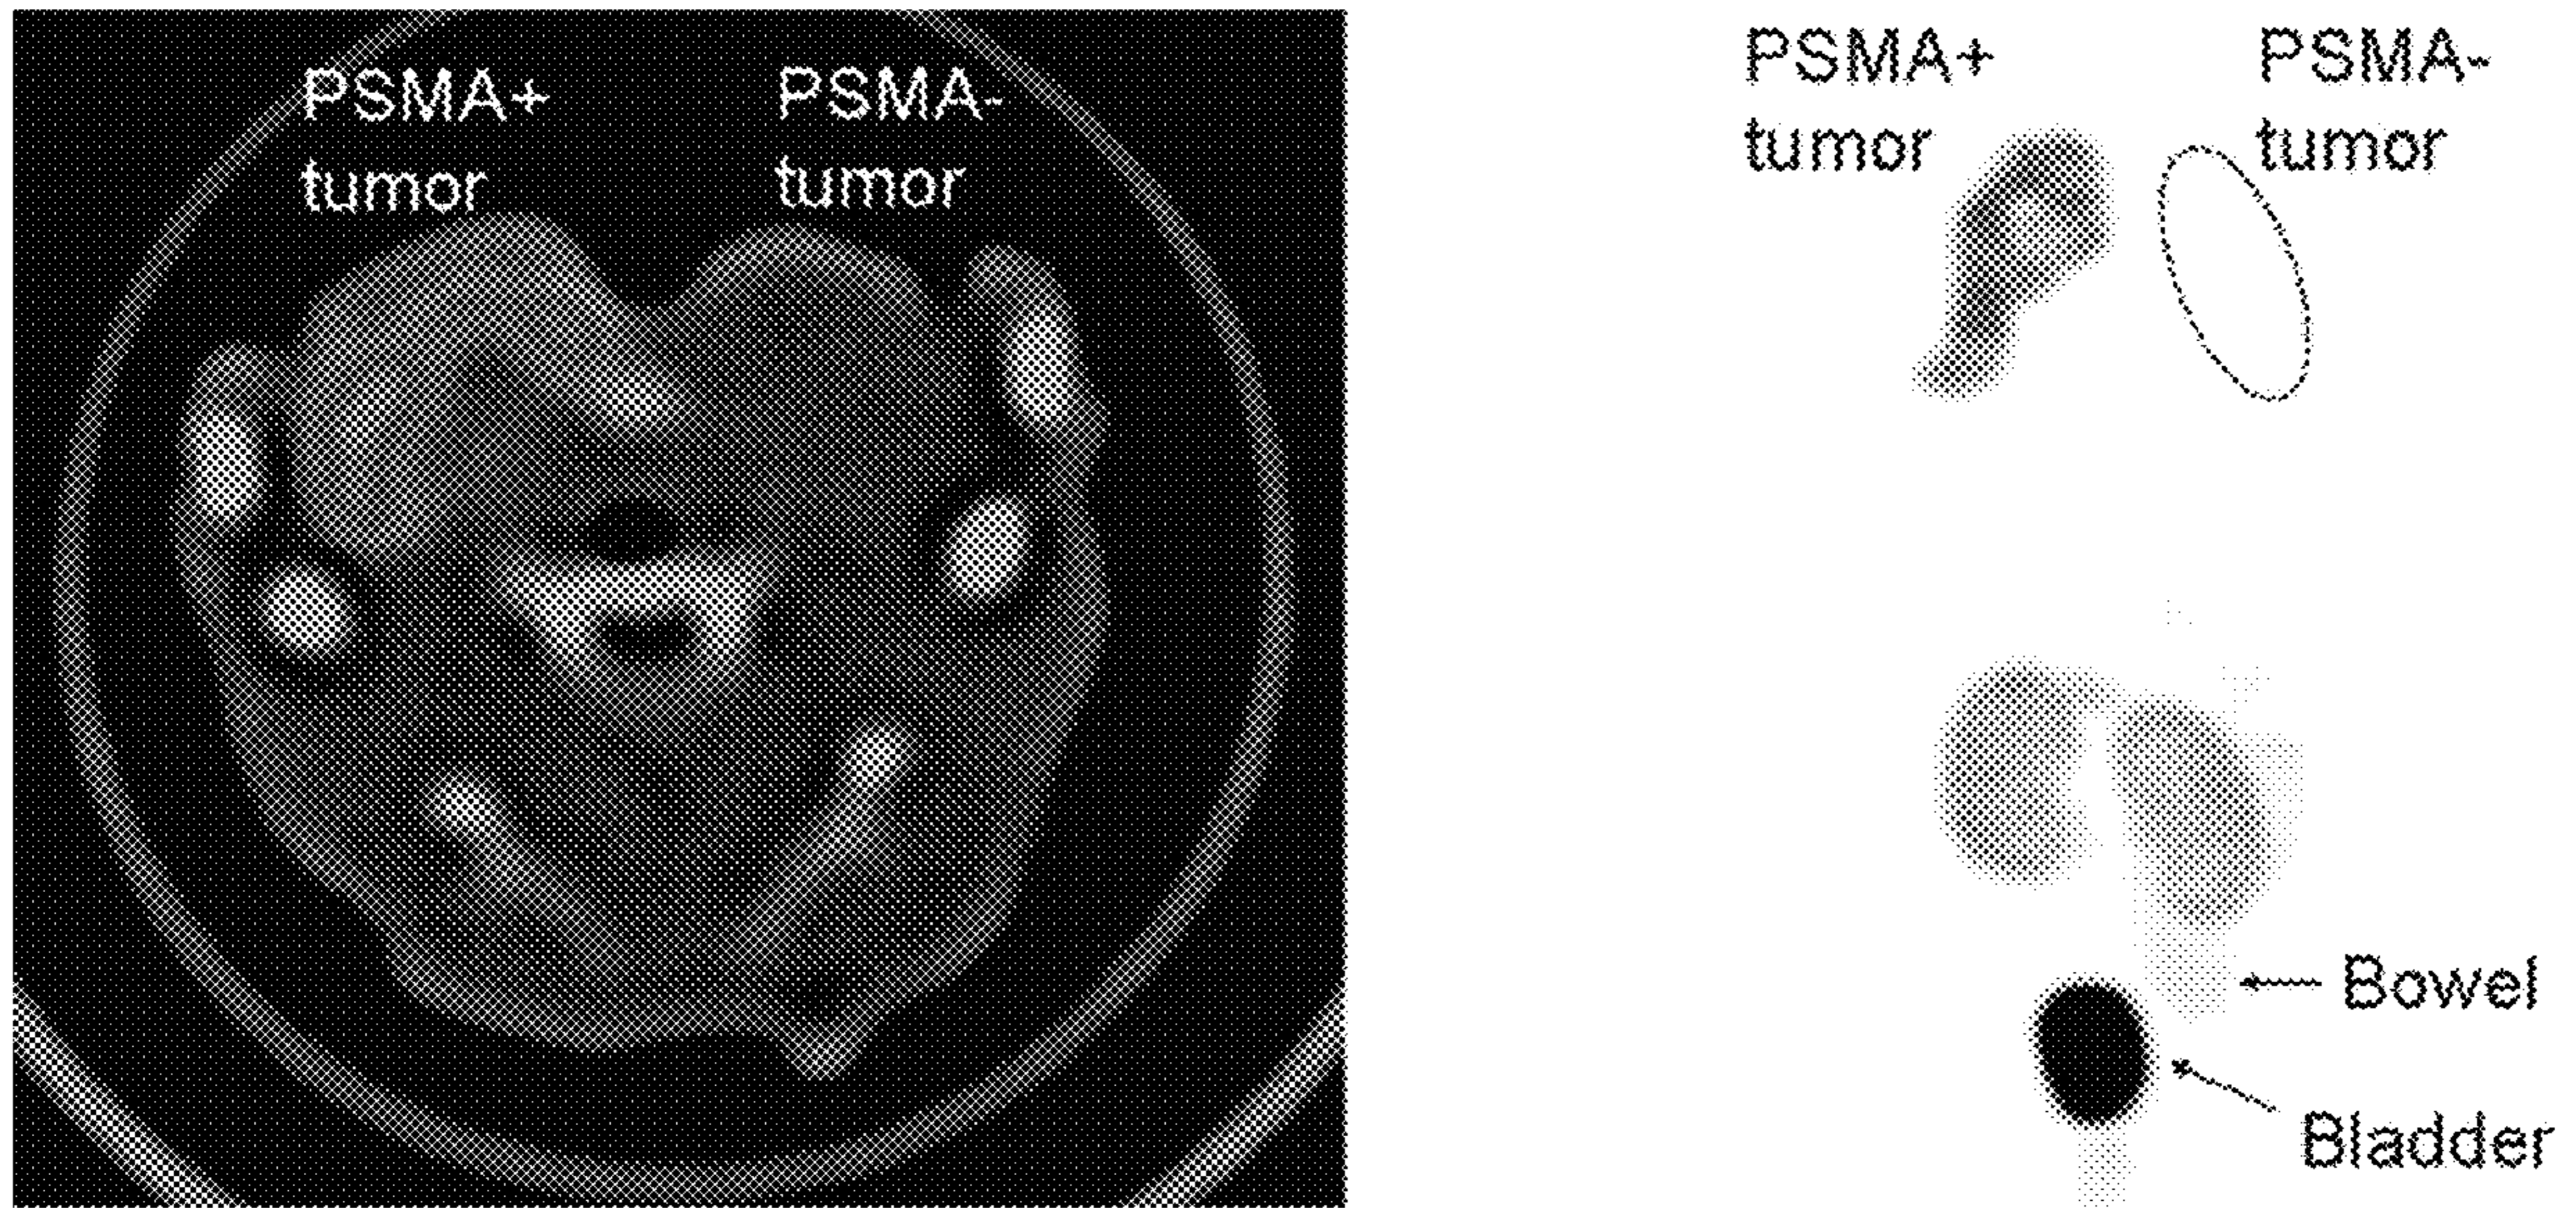 PSMA+
tumor
PSMA-
tumor
PSMA+
tumor
PSMA-
tumor
Bowel
Bladder